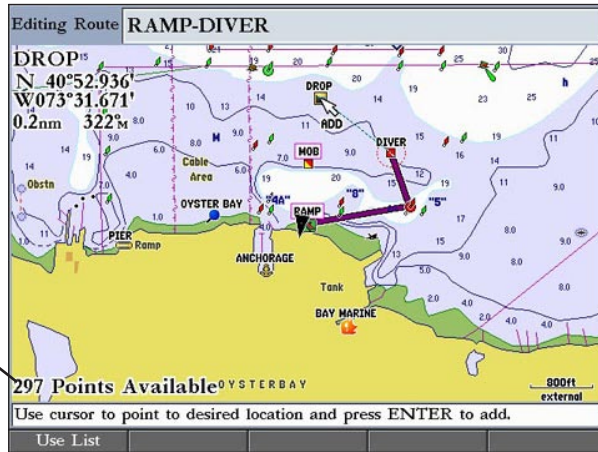 Editing Route RAMP-DIVER
DROP
N 40°52.936'
W073°31.671'
0.2nm 322°M
DROP
ADD
DIVER
MOB
Cable
Area
Obstn
OYSTER BAY
"4A"
"8"
"5"
RAMP
PIER
Ramp
ANCHORAGE
Tank
BAY MARINE
297 Points Available
OYSTERBAY
800ft
external
Use cursor to point to desired location and press ENTER to add.
Use List